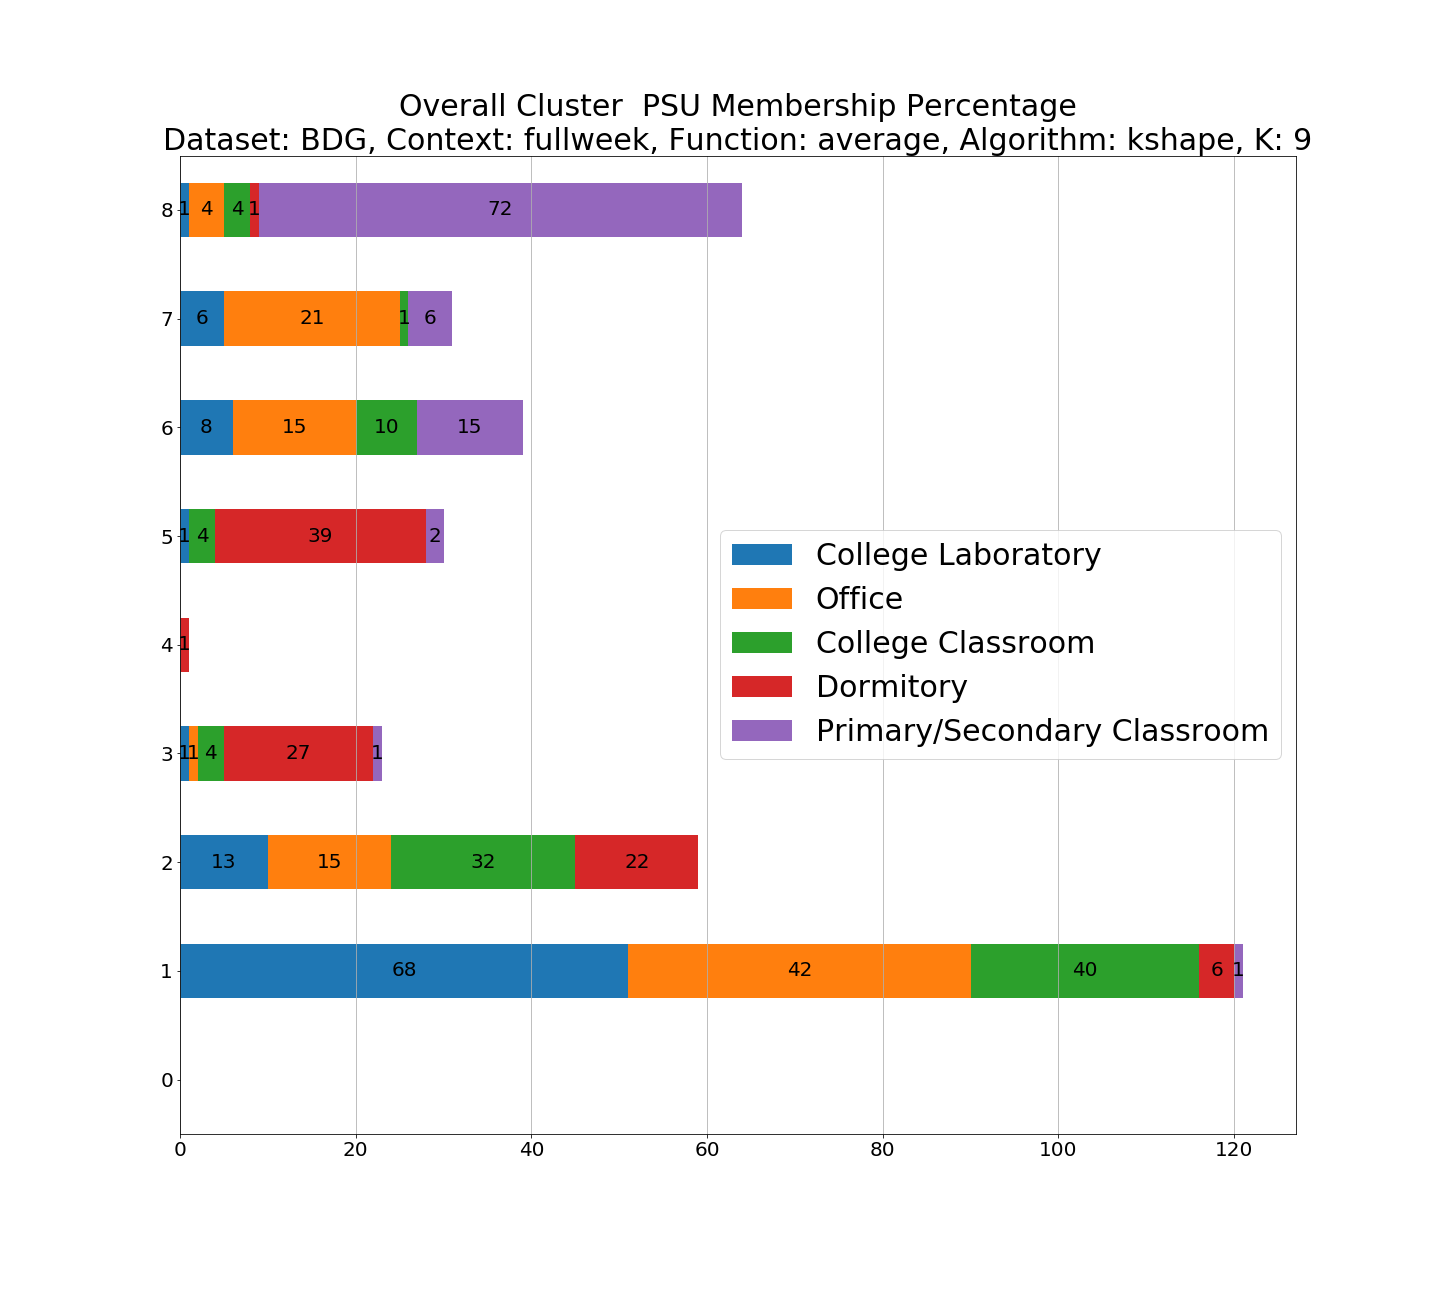 Overall Cluster  PSU Membership Percentage
Dataset: BDG, Context: fullweek, Function: average, Algorithm: kshape, K: 9
8 1 4 4 1 72
7 6 21 1 6
6 8 15 10 15
5 1 4 39 2
College Laboratory
Office
College Classroom
4 1
Dormitory
Primary/Secondary Classroom
3 1 1 4 27 1
2 13 15 32 22
1 68 42 40 6 1
0
0 20 40 60 80 100 120